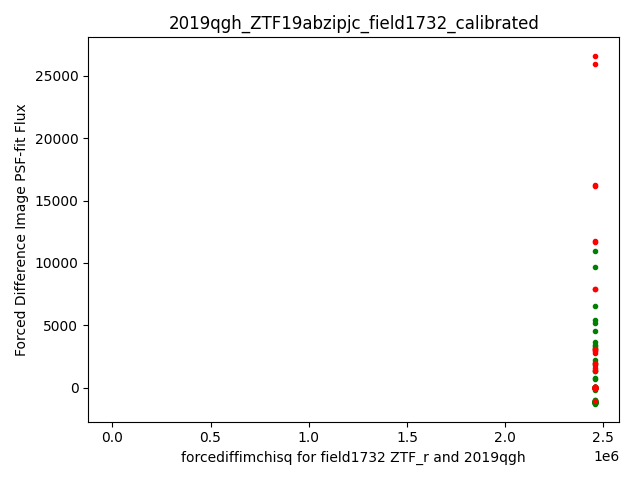 2019qgh_ZTF19abzipjc_field1732_calibrated
Forced Difference Image PSF-fit Flux
25000
20000
15000
10000
5000
0
0.0 0.5 1.0 1.5 2.0 2.5
1e6
forcediffimchisq for field1732 ZTF_r and 2019qgh